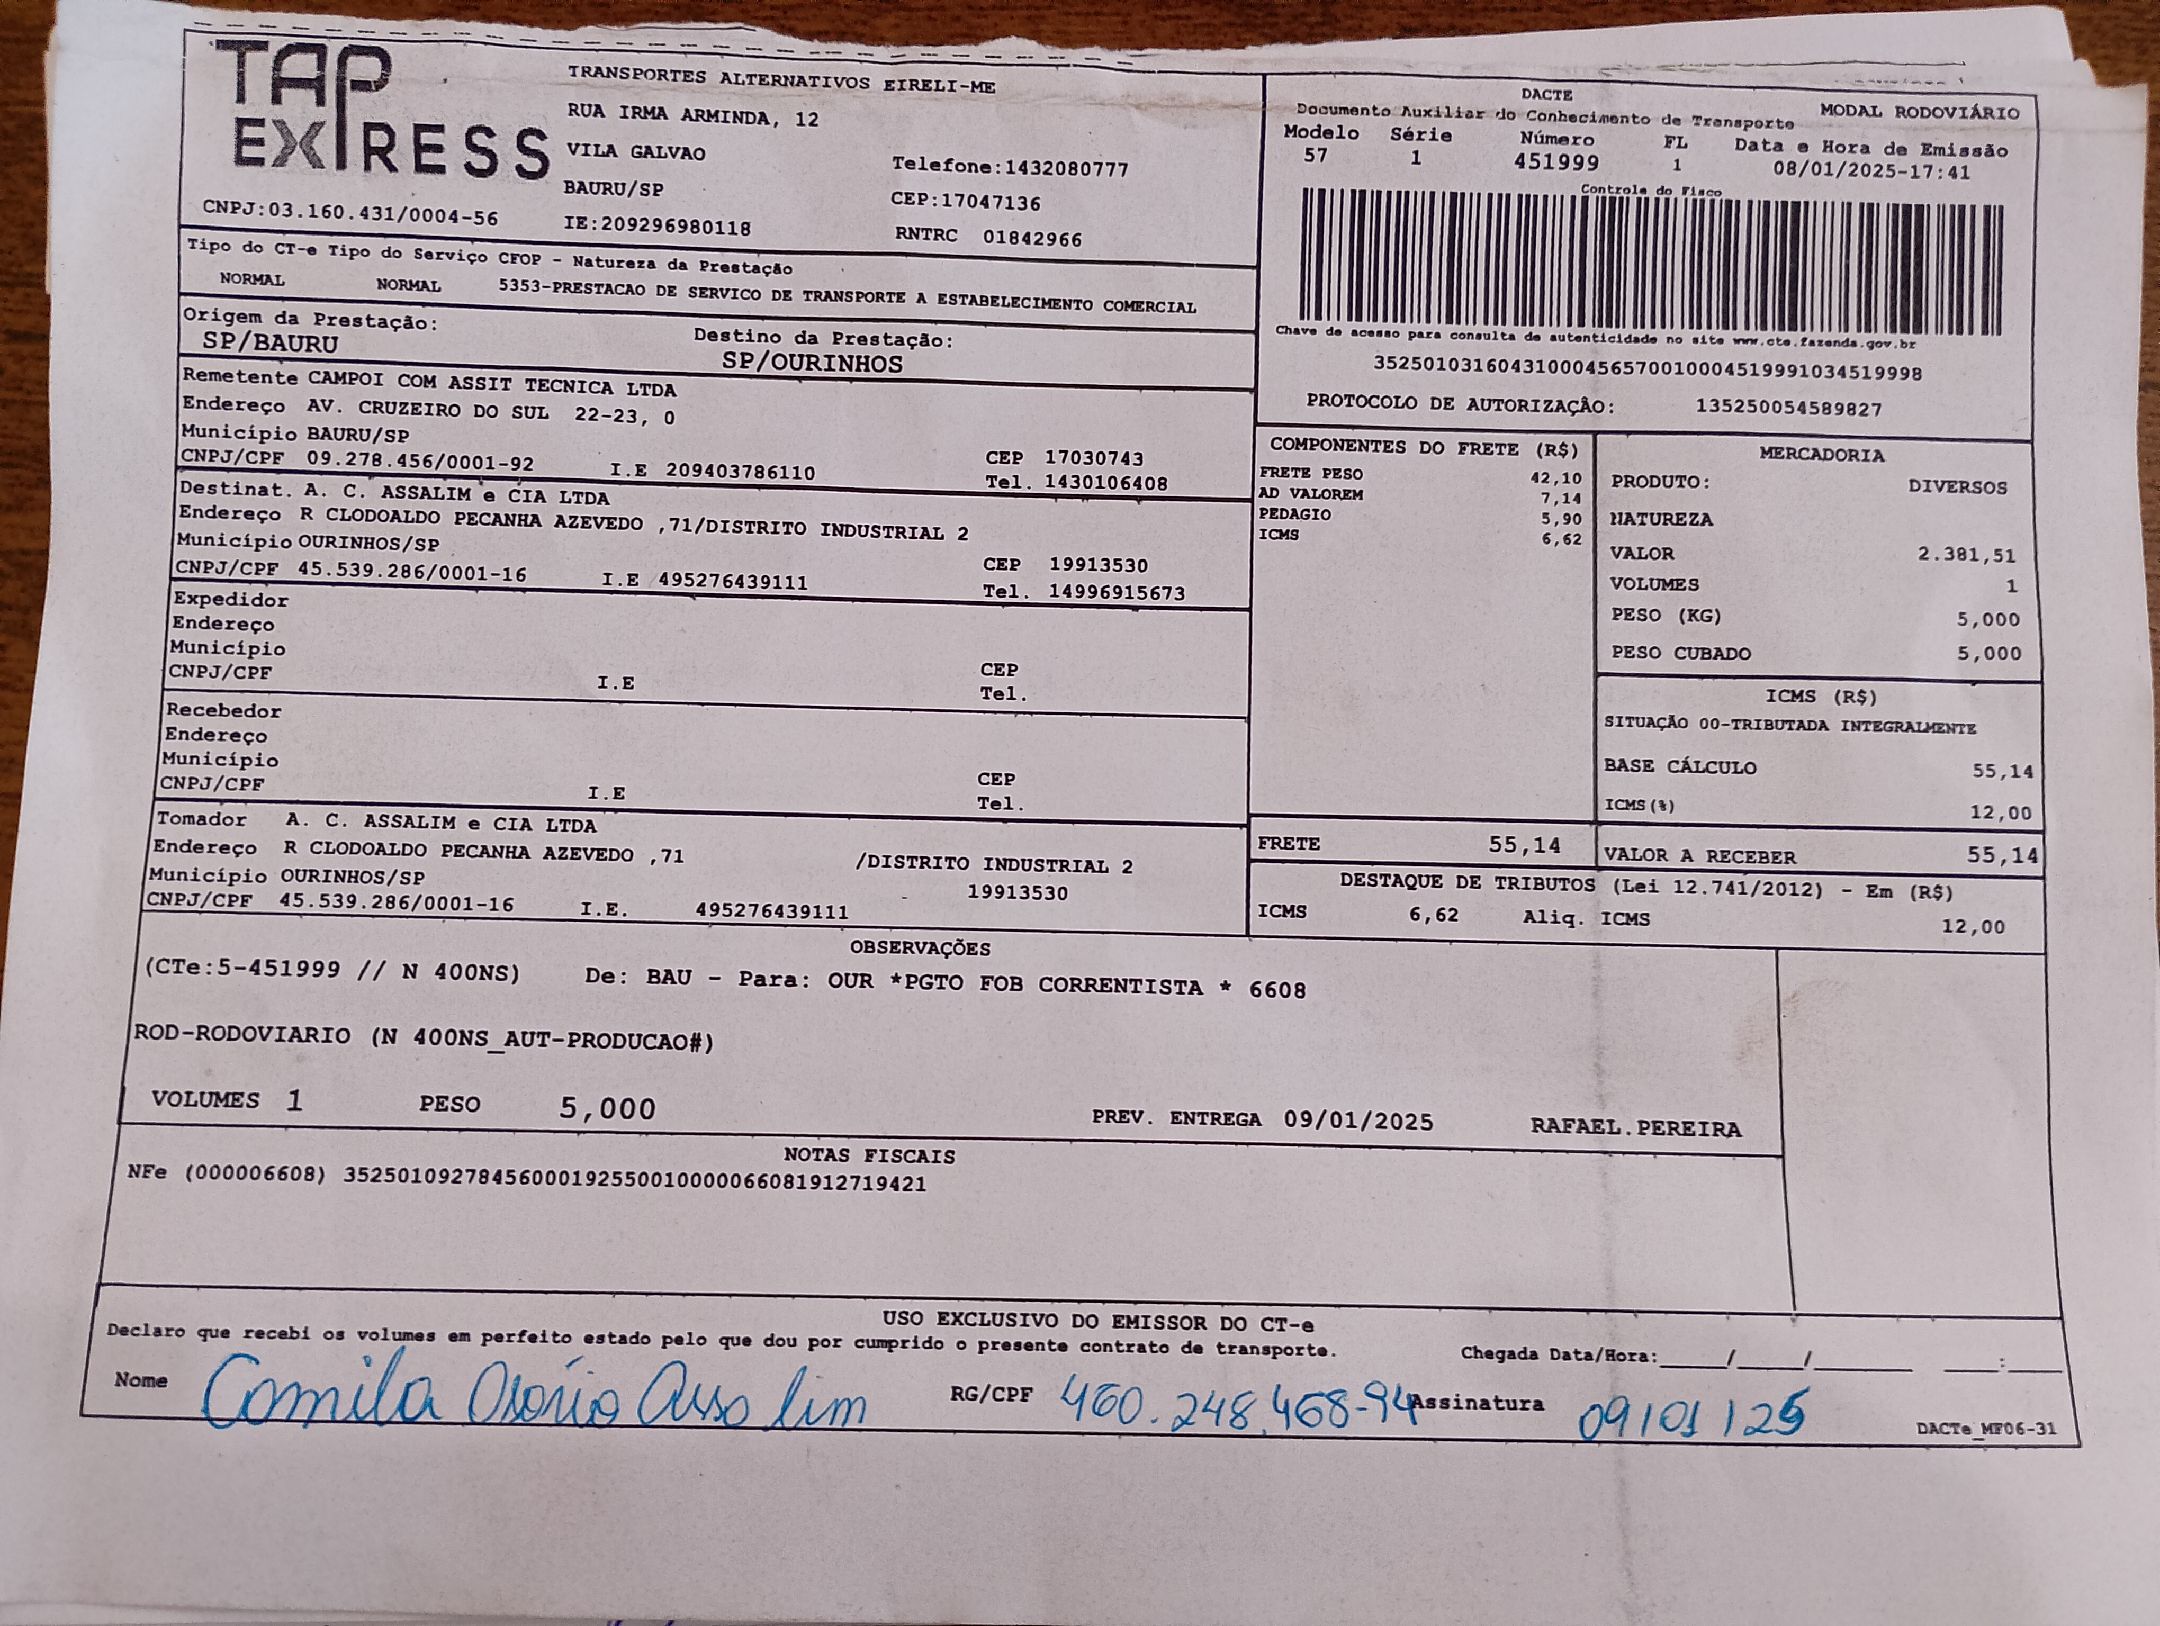 TAP EXPRESS
TRANSPORTES ALTERNATIVOS EIRELI-ME
RUA IRMA ARMINDA, 12
VILA GALVAO
Telefone:1432080777
BAURU/SP
CEP:17047136
CNPJ:03.160.431/0004-56
IE:209296980118
RNTRC 01842966
DACTE
Documento Auxiliar do Conhecimento de Transporte
MODAL RODOVIÁRIO
Modelo Série Número FL Data e Hora de Emissão
57 1 451999 1 08/01/2025-17:41
Controle do Fisco
Chave de acesso para consulta de autenticidade no site www.cte.fazenda.gov.br
35250103160431000456570010004519991034519998
PROTOCOLO DE AUTORIZAÇÃO: 135250054589827
Tipo do CT-e Tipo do Serviço CFOP - Natureza da Prestação
NORMAL NORMAL 5353-PRESTACAO DE SERVICO DE TRANSPORTE A ESTABELECIMENTO COMERCIAL
Origem da Prestação: Destino da Prestação:
SP/BAURU SP/OURINHOS
Remetente CAMPOI COM ASSIT TECNICA LTDA
Endereço AV. CRUZEIRO DO SUL 22-23, 0
Município BAURU/SP CEP 17030743
CNPJ/CPF 09.278.456/0001-92 I.E 209403786110 Tel. 1430106408
Destinat. A. C. ASSALIM e CIA LTDA
Endereço R CLODOALDO PECANHA AZEVEDO ,71/DISTRITO INDUSTRIAL 2
Município OURINHOS/SP CEP 19913530
CNPJ/CPF 45.539.286/0001-16 I.E 495276439111 Tel. 14996915673
Expedidor
Endereço
Município CEP
CNPJ/CPF I.E Tel.
Recebedor
Endereço
Município CEP
CNPJ/CPF I.E Tel.
Tomador A. C. ASSALIM e CIA LTDA
Endereço R CLODOALDO PECANHA AZEVEDO ,71 /DISTRITO INDUSTRIAL 2
Município OURINHOS/SP 19913530
CNPJ/CPF 45.539.286/0001-16 I.E. 495276439111
COMPONENTES DO FRETE (R$)
FRETE PESO 42,10
AD VALOREM 7,14
PEDAGIO 5,90
ICMS 6,62
FRETE 55,14
MERCADORIA
PRODUTO: DIVERSOS
NATUREZA
VALOR 2.381,51
VOLUMES 1
PESO (KG) 5,000
PESO CUBADO 5,000
ICMS (R$)
SITUAÇÃO 00-TRIBUTADA INTEGRALMENTE
BASE CÁLCULO 55,14
ICMS(%) 12,00
VALOR A RECEBER 55,14
DESTAQUE DE TRIBUTOS (Lei 12.741/2012) - Em (R$)
ICMS 6,62 Aliq. ICMS 12,00
OBSERVAÇÕES
(CTe:5-451999 // N 400NS) De: BAU - Para: OUR *PGTO FOB CORRENTISTA * 6608
ROD-RODOVIARIO (N 400NS_AUT-PRODUCAO#)
VOLUMES 1 PESO 5,000 PREV. ENTREGA 09/01/2025 RAFAEL.PEREIRA
NOTAS FISCAIS
NFe (000006608) 35250109278456000192550010000066081912719421
USO EXCLUSIVO DO EMISSOR DO CT-e
Declaro que recebi os volumes em perfeito estado pelo que dou por cumprido o presente contrato de transporte.
Chegada Data/Hora:____/____/______ ___:___
Nome Camila Osório Assalim RG/CPF 460.248.468-94 Assinatura 09/01/25
DACTe_MF06-31